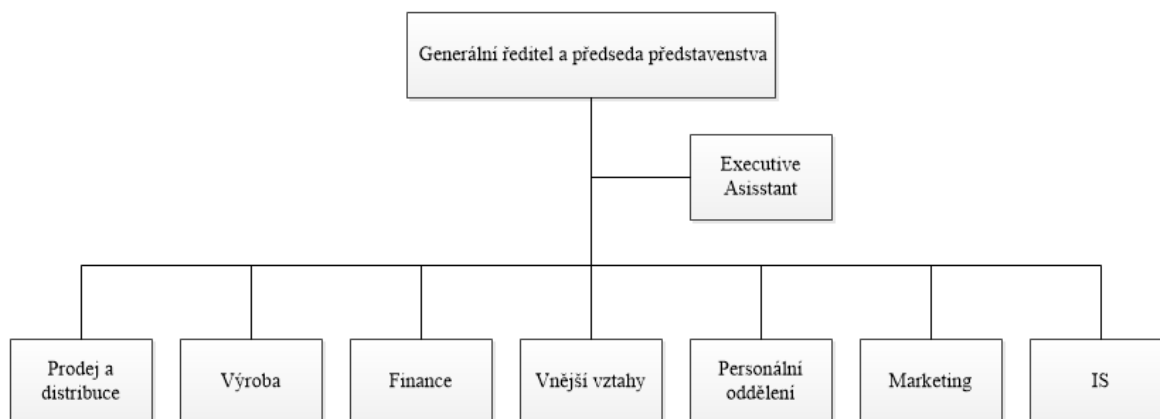 Generální ředitel a předseda představenstva
Executive
Asisstant
Prodej a
distribuce
Výroba
Finance
Vnější vztahy
Personální
oddělení
Marketing
IS